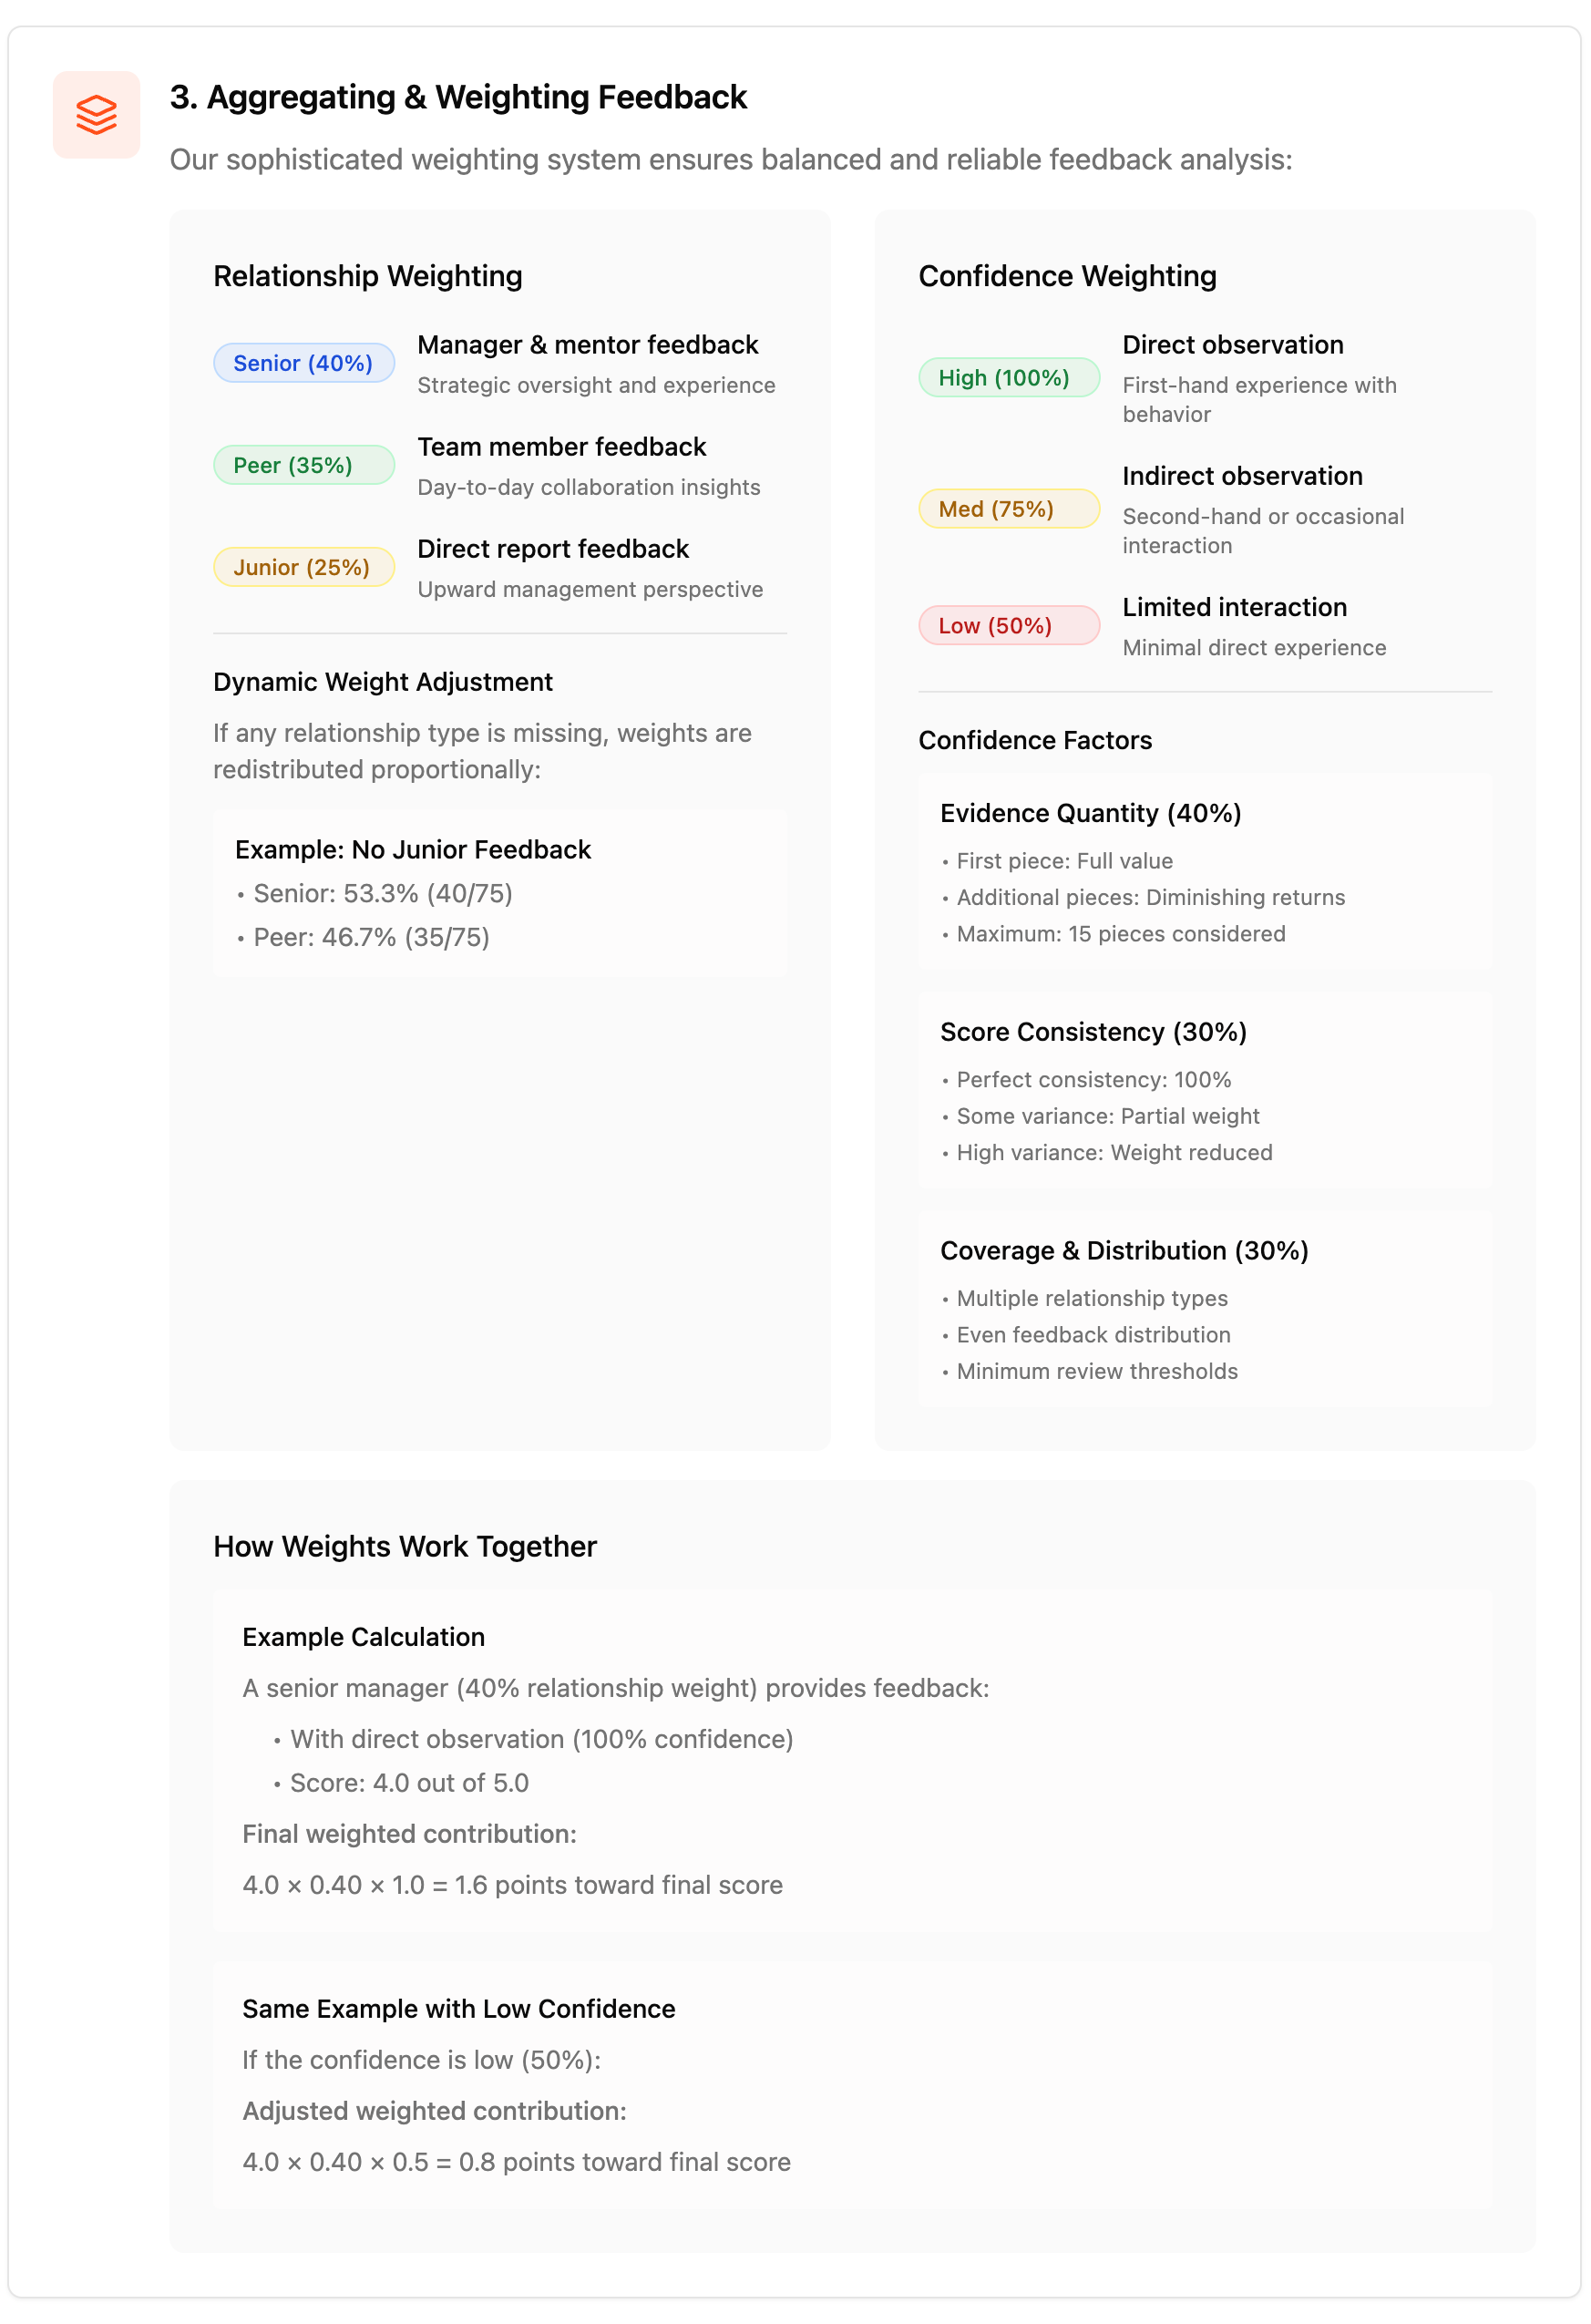 3. Aggregating & Weighting Feedback
Our sophisticated weighting system ensures balanced and reliable feedback analysis:
Relationship Weighting
Senior (40%)
Manager & mentor feedback
Strategic oversight and experience
Peer (35%)
Team member feedback
Day-to-day collaboration insights
Junior (25%)
Direct report feedback
Upward management perspective
Dynamic Weight Adjustment
If any relationship type is missing, weights are
redistributed proportionally:
Example: No Junior Feedback
• Senior: 53.3% (40/75)
• Peer: 46.7% (35/75)
Confidence Weighting
High (100%)
Direct observation
First-hand experience with
behavior
Med (75%)
Indirect observation
Second-hand or occasional
interaction
Low (50%)
Limited interaction
Minimal direct experience
Confidence Factors
Evidence Quantity (40%)
• First piece: Full value
• Additional pieces: Diminishing returns
• Maximum: 15 pieces considered
Score Consistency (30%)
• Perfect consistency: 100%
• Some variance: Partial weight
• High variance: Weight reduced
Coverage & Distribution (30%)
• Multiple relationship types
• Even feedback distribution
• Minimum review thresholds
How Weights Work Together
Example Calculation
A senior manager (40% relationship weight) provides feedback:
• With direct observation (100% confidence)
• Score: 4.0 out of 5.0
Final weighted contribution:
4.0 × 0.40 × 1.0 = 1.6 points toward final score
Same Example with Low Confidence
If the confidence is low (50%):
Adjusted weighted contribution:
4.0 × 0.40 × 0.5 = 0.8 points toward final score